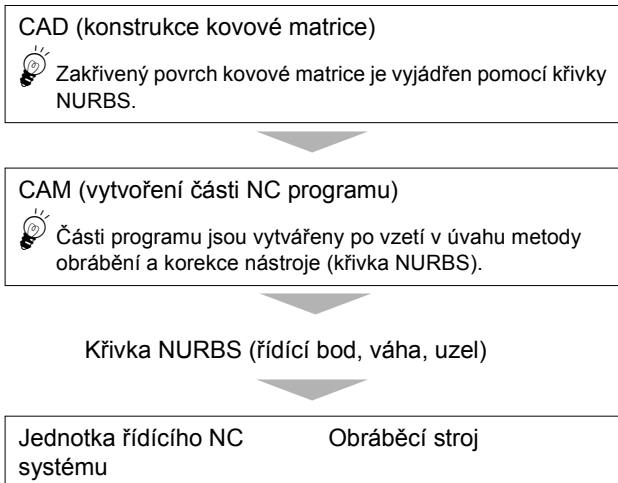 CAD (konstrukce kovové matrice)
Zakřivený povrch kovové matrice je vyjádřen pomocí křivky
NURBS.
CAM (vytvoření části NC programu)
Části programu jsou vytvářeny po vzetí v úvahu metody
obrábění a korekce nástroje (křivka NURBS).
Křivka NURBS (řídící bod, váha, uzel)
Jednotka řídícího NC
systému
Obráběcí stroj